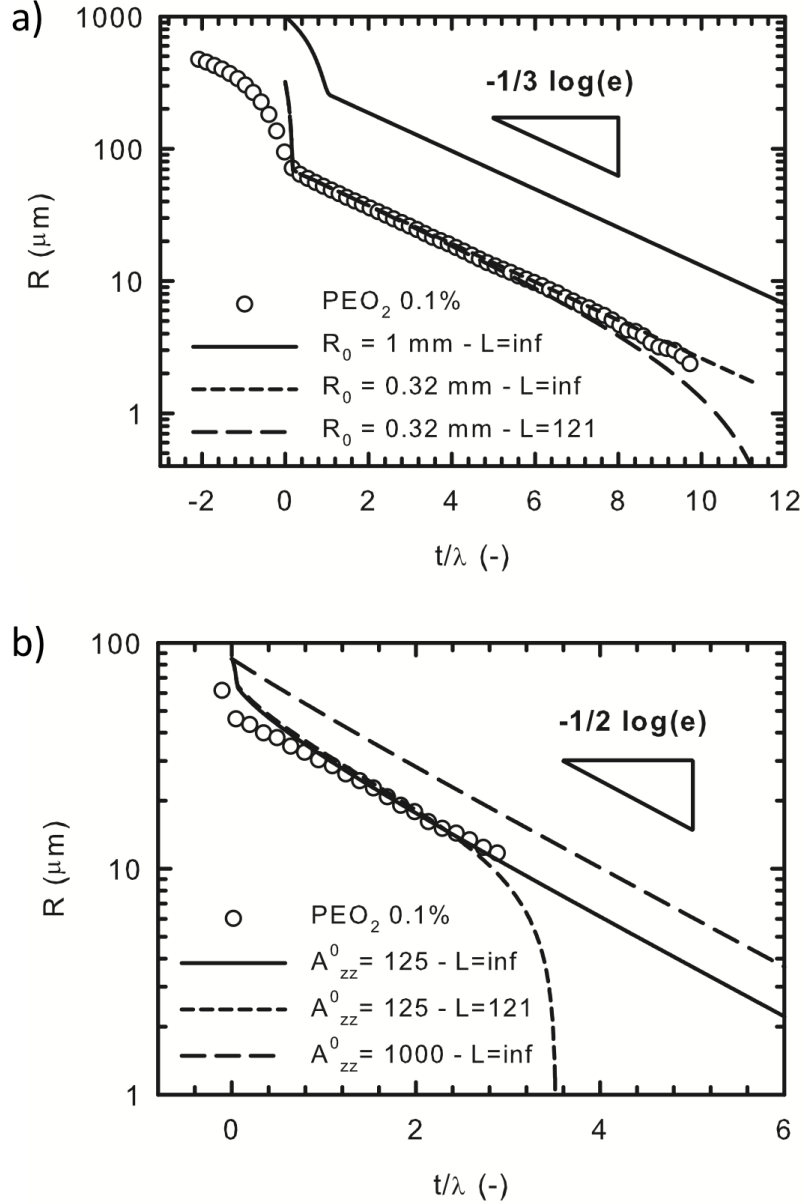 a)
1000
100
10
1
R (μm)
-1/3 log(e)
PEO₂ 0.1%
R₀ = 1 mm - L=inf
R₀ = 0.32 mm - L=inf
R₀ = 0.32 mm - L=121
-2 0 2 4 6 8 10 12
t/λ (-)
b)
100
10
1
R (μm)
-1/2 log(e)
PEO₂ 0.1%
A⁰zz= 125 - L=inf
A⁰zz= 125 - L=121
A⁰zz= 1000 - L=inf
0 2 4 6
t/λ (-)